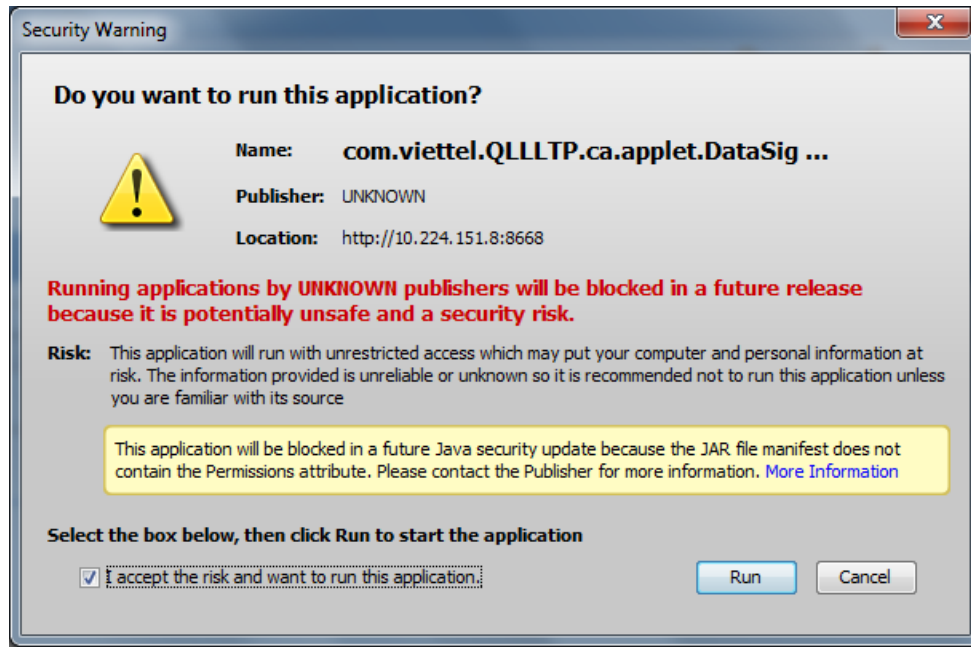 Security Warning
Do you want to run this application?
Name: com.viettel.QLLLTP.ca.applet.DataSig ...
Publisher: UNKNOWN
Location: http://10.224.151.8:8668
Running applications by UNKNOWN publishers will be blocked in a future release
because it is potentially unsafe and a security risk.
Risk: This application will run with unrestricted access which may put your computer and personal information at
risk. The information provided is unreliable or unknown so it is recommended not to run this application unless
you are familiar with its source
This application will be blocked in a future Java security update because the JAR file manifest does not
contain the Permissions attribute. Please contact the Publisher for more information. More Information
Select the box below, then click Run to start the application
I accept the risk and want to run this application.
Run Cancel